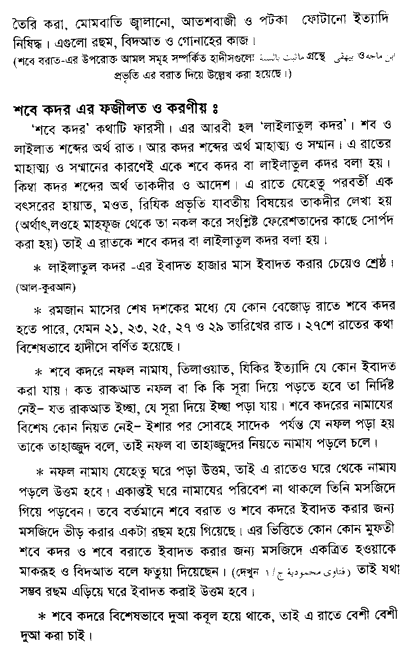 তৈরি করা, মোমবাতি জ্বালানো, আতশবাজী ও পটকা ফোটানো ইত্যাদি
নিষিদ্ধ। এগুলো রছম, বিদআত ও গোনাহের কাজ।
(শবে বরাত-এর উপরোক্ত আমল সমূহ সম্পর্কিত হাদীসগুলো ابن ماجه ও بيهقى গ্রন্থে ماثبت بالسنة
প্রভৃতি এর বরাত দিয়ে উল্লেখ করা হয়েছে।)
শবে কদর এর ফজীলত ও করণীয় ঃ
'শবে কদর' কথাটি ফারসী। এর আরবী হল 'লাইলাতুল কদর'। শব ও
লাইলাত শব্দের অর্থ রাত। আর কদর শব্দের অর্থ মাহাত্ম্য ও সম্মান। এ রাতের
মাহাত্ম্য ও সম্মানের কারণেই একে শবে কদর বা লাইলাতুল কদর বলা হয়।
কিম্বা কদর শব্দের অর্থ তাকদীর ও আদেশ। এ রাতে যেহেতু পরবর্তী এক
বৎসরের হায়াত, মওত, রিযিক প্রভৃতি যাবতীয় বিষয়ের তাকদীর লেখা হয়
(অর্থাৎ,লওহে মাহফূজ থেকে তা নকল করে সংশ্লিষ্ট ফেরেশতাদের কাছে সোর্পদ
করা হয়) তাই এ রাতকে শবে কদর বা লাইলাতুল কদর বলা হয়।
* লাইলাতুল কদর -এর ইবাদত হাজার মাস ইবাদত করার চেয়েও শ্রেষ্ঠ।
(আল-কুরআন)
* রমজান মাসের শেষ দশকের মধ্যে যে কোন বেজোড় রাতে শবে কদর
হতে পারে, যেমন ২১, ২৩, ২৫, ২৭ ও ২৯ তারিখের রাত। ২৭শে রাতের কথা
বিশেষভাবে হাদীসে বর্ণিত হয়েছে।
* শবে কদরে নফল নামায, তিলাওয়াত, যিকির ইত্যাদি যে কোন ইবাদত
করা যায়। কত রাকআত নফল বা কি কি সূরা দিয়ে পড়তে হবে তা নির্দিষ্ট
নেই– যত রাকআত ইচ্ছা, যে সূরা দিয়ে ইচ্ছা পড়া যায়। শবে কদরের নামাযের
বিশেষ কোন নিয়ত নেই– ইশার পর সোবহে সাদেক পর্যন্ত যে নফল পড়া হয়
তাকে তাহাজ্জুদ বলে, তাই নফল বা তাহাজ্জুদের নিয়তে নামায পড়লে চলে।
* নফল নামায যেহেতু ঘরে পড়া উত্তম, তাই এ রাতেও ঘরে থেকে নামায
পড়লে উত্তম হবে। একান্তই ঘরে নামাযের পরিবেশ না থাকলে তিনি মসজিদে
গিয়ে পড়বেন। তবে বর্তমানে শবে বরাত ও শবে কদরে ইবাদত করার জন্য
মসজিদে ভীড় করার একটা রছম হয়ে গিয়েছে। এর ভিত্তিতে কোন কোন মুফতী
শবে কদর ও শবে বরাতে ইবাদত করার জন্য মসজিদে একত্রিত হওয়াকে
মাকরূহ ও বিদআত বলে ফতুয়া দিয়েছেন। (দেখুন فتاوى محمودية ج/١) তাই যথা
সম্ভব রছম এড়িয়ে ঘরে ইবাদত করাই উত্তম হবে।
* শবে কদরে বিশেষভাবে দুআ কবূল হয়ে থাকে, তাই এ রাতে বেশী বেশী
দুআ করা চাই।